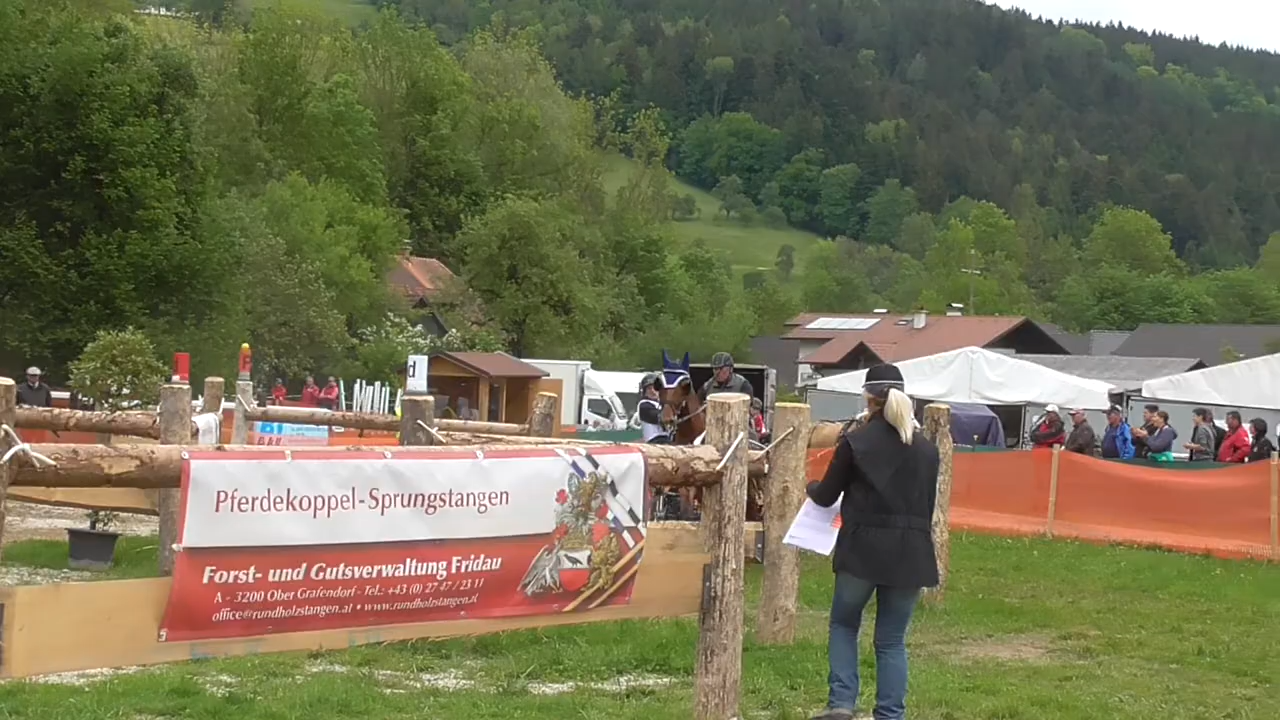 d
Pferdekoppel-Sprungstangen
Forst- und Gutsverwaltung Fridau
A - 3200 Ober Grafendorf - Tel.: +43 (0) 27 47 / 23 11
office@rundholzstangen.at • www.rundholzstangen.at